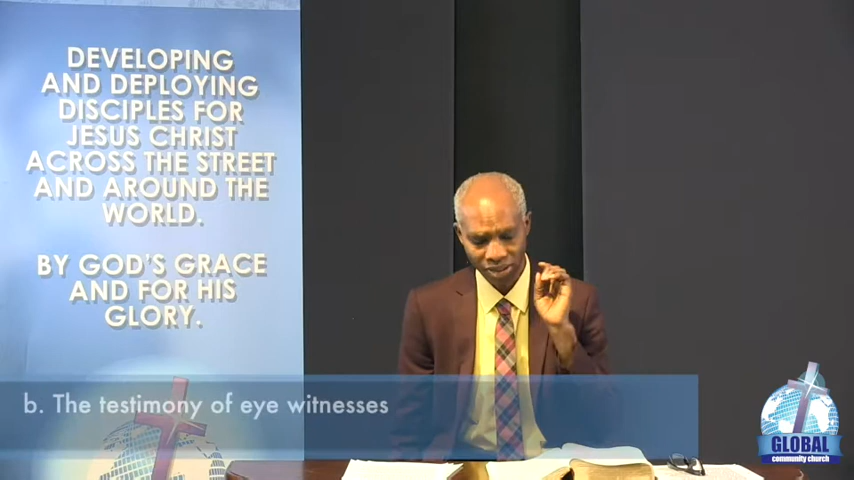 DEVELOPING
AND DEPLOYING
DISCIPLES FOR
JESUS CHRIST
ACROSS THE STREET
AND AROUND THE
WORLD.
BY GOD'S GRACE
AND FOR HIS
GLORY.
b. The testimony of eye witnesses
GLOBAL
community church